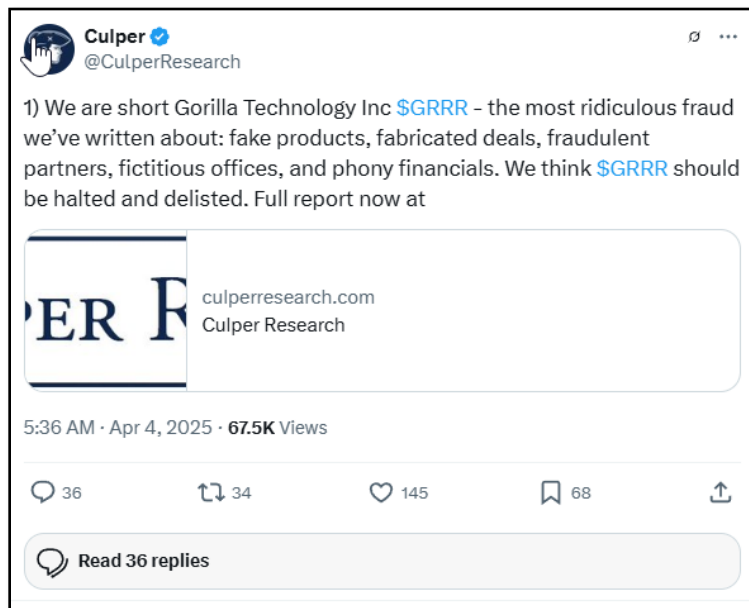 Culper
@CulperResearch
1) We are short Gorilla Technology Inc $GRRR - the most ridiculous fraud
we’ve written about: fake products, fabricated deals, fraudulent
partners, fictitious offices, and phony financials. We think $GRRR should
be halted and delisted. Full report now at
PER R
culperresearch.com
Culper Research
5:36 AM · Apr 4, 2025 · 67.5K Views
36 34 145 68
Read 36 replies